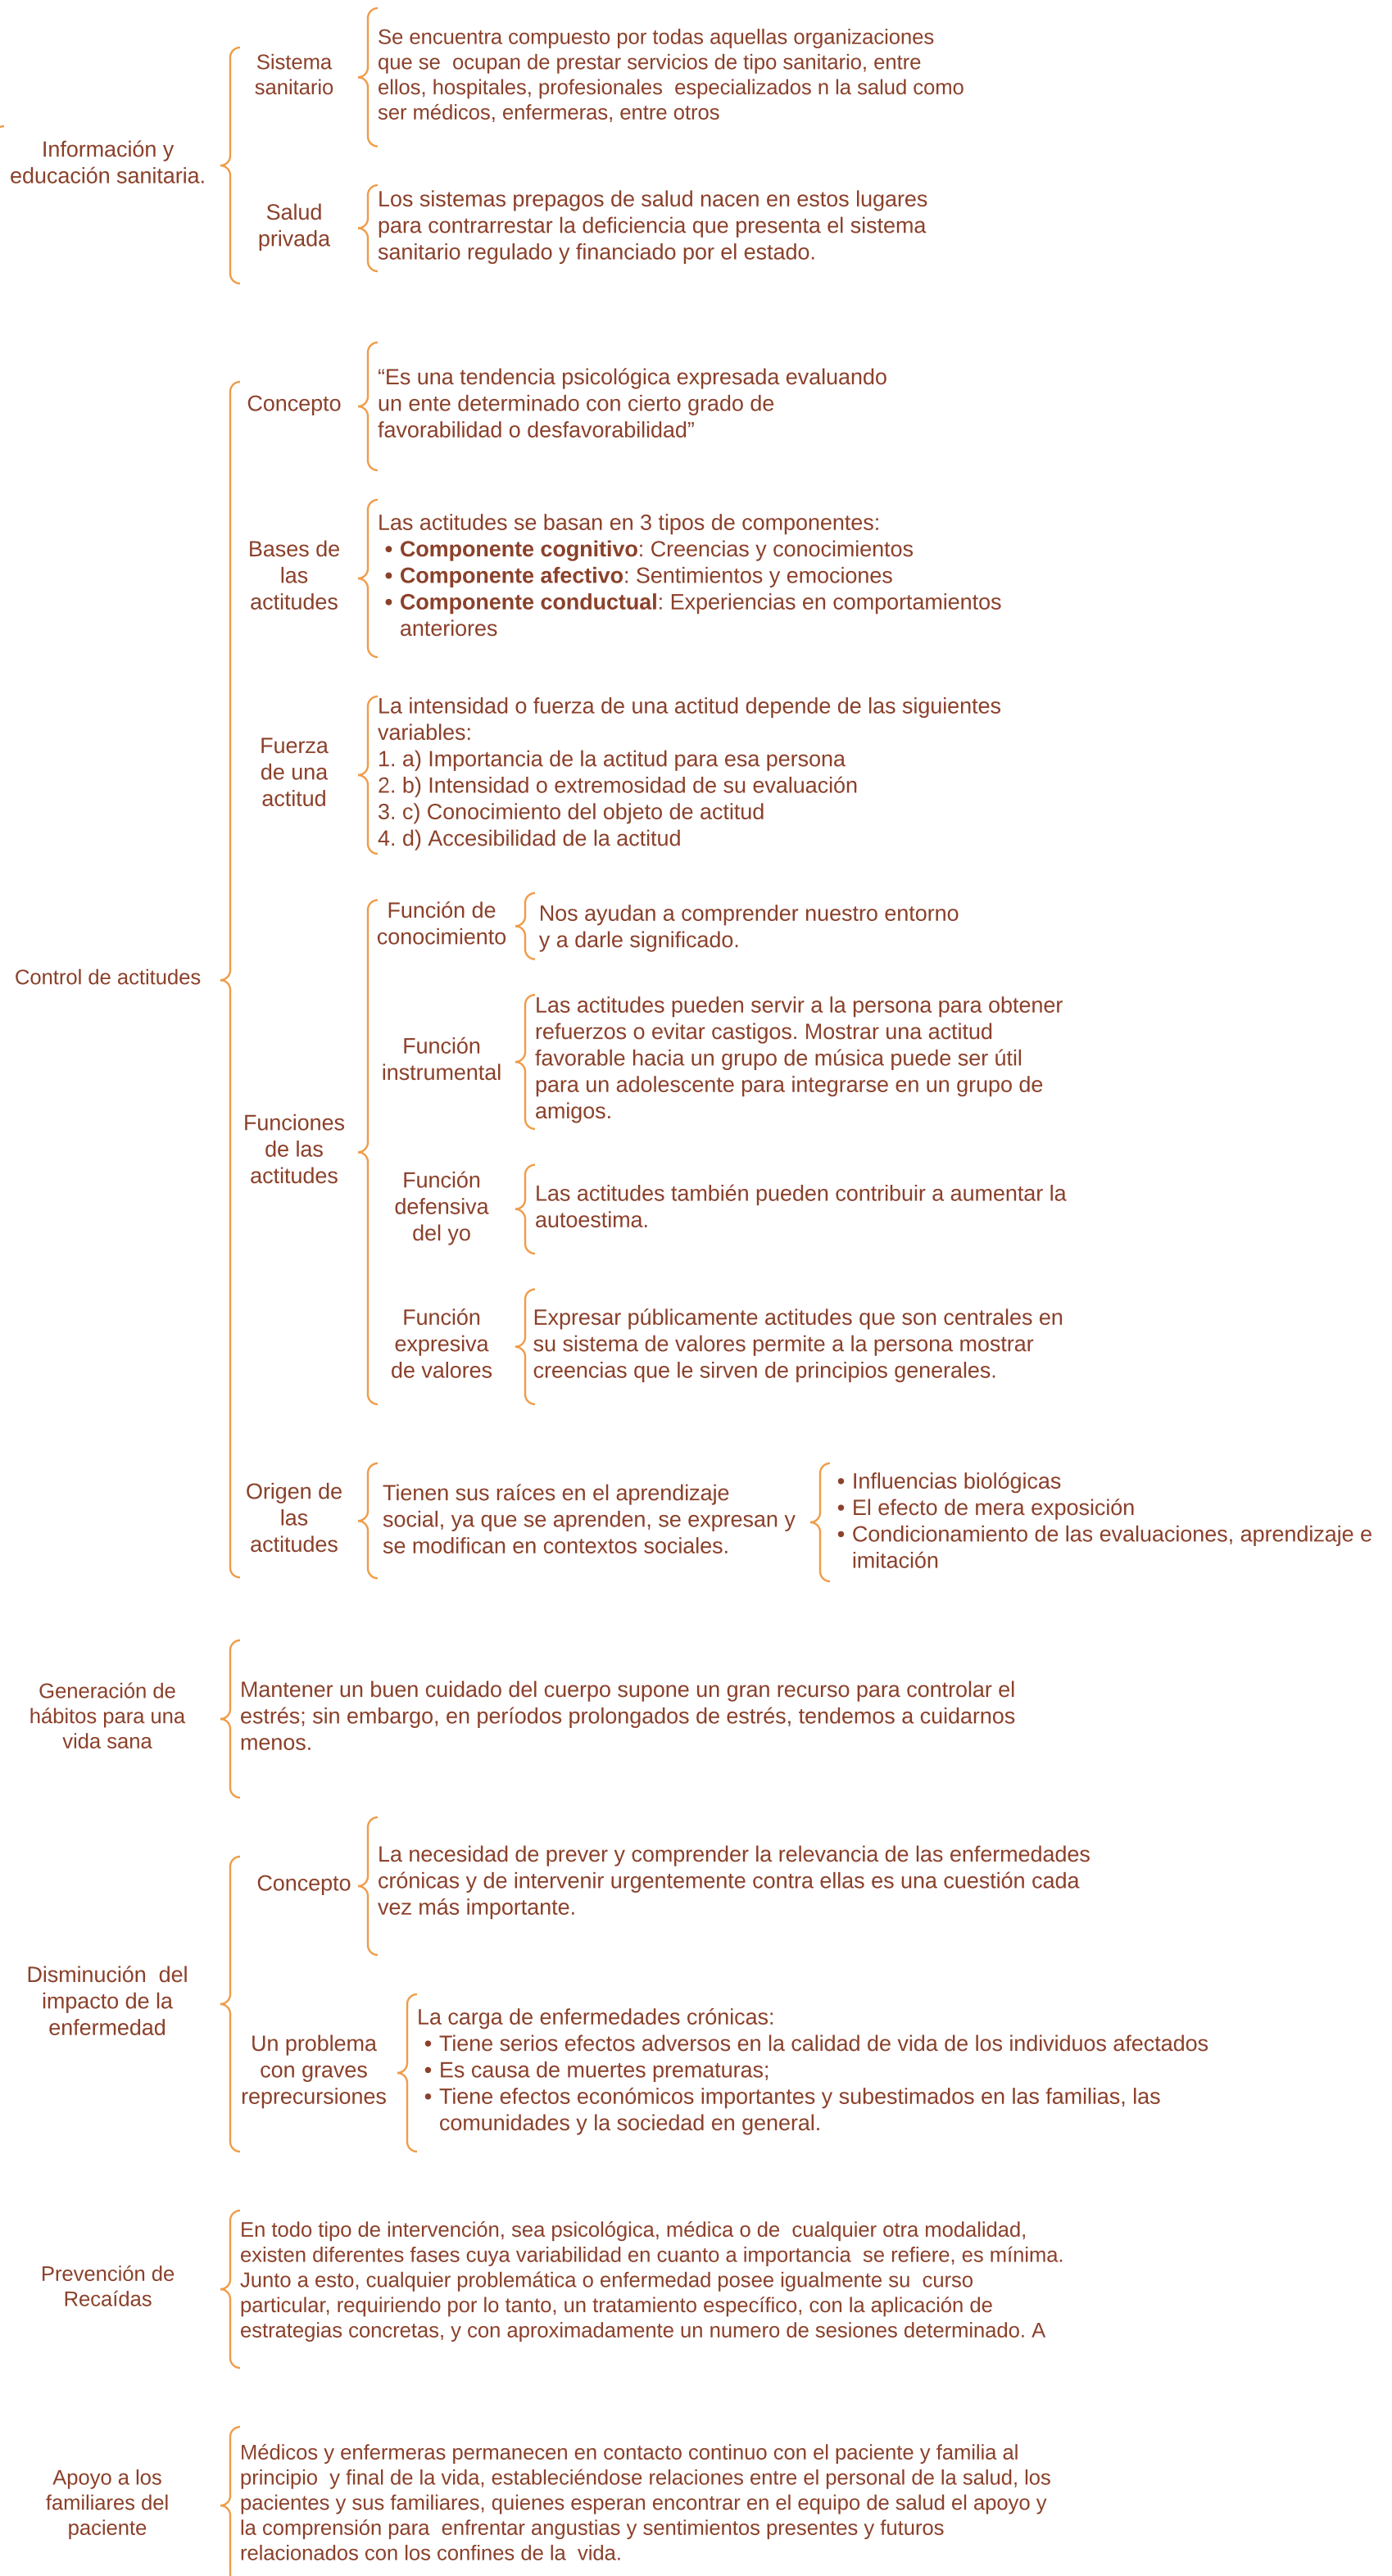 Información y
educación sanitaria.
Sistema
sanitario
Se encuentra compuesto por todas aquellas organizaciones
que se  ocupan de prestar servicios de tipo sanitario, entre
ellos, hospitales, profesionales  especializados n la salud como
ser médicos, enfermeras, entre otros
Salud
privada
Los sistemas prepagos de salud nacen en estos lugares
para contrarrestar la deficiencia que presenta el sistema
sanitario regulado y financiado por el estado.
Control de actitudes
Concepto
“Es una tendencia psicológica expresada evaluando
un ente determinado con cierto grado de
favorabilidad o desfavorabilidad”
Bases de
las
actitudes
Las actitudes se basan en 3 tipos de componentes:
• Componente cognitivo: Creencias y conocimientos
• Componente afectivo: Sentimientos y emociones
• Componente conductual: Experiencias en comportamientos
anteriores
Fuerza
de una
actitud
La intensidad o fuerza de una actitud depende de las siguientes
variables:
1. a) Importancia de la actitud para esa persona
2. b) Intensidad o extremosidad de su evaluación
3. c) Conocimiento del objeto de actitud
4. d) Accesibilidad de la actitud
Funciones
de las
actitudes
Función de
conocimiento
Nos ayudan a comprender nuestro entorno
y a darle significado.
Función
instrumental
Las actitudes pueden servir a la persona para obtener
refuerzos o evitar castigos. Mostrar una actitud
favorable hacia un grupo de música puede ser útil
para un adolescente para integrarse en un grupo de
amigos.
Función
defensiva
del yo
Las actitudes también pueden contribuir a aumentar la
autoestima.
Función
expresiva
de valores
Expresar públicamente actitudes que son centrales en
su sistema de valores permite a la persona mostrar
creencias que le sirven de principios generales.
Origen de
las
actitudes
Tienen sus raíces en el aprendizaje
social, ya que se aprenden, se expresan y
se modifican en contextos sociales.
• Influencias biológicas
• El efecto de mera exposición
• Condicionamiento de las evaluaciones, aprendizaje e
imitación
Generación de
hábitos para una
vida sana
Mantener un buen cuidado del cuerpo supone un gran recurso para controlar el
estrés; sin embargo, en períodos prolongados de estrés, tendemos a cuidarnos
menos.
Disminución  del
impacto de la
enfermedad
Concepto
La necesidad de prever y comprender la relevancia de las enfermedades
crónicas y de intervenir urgentemente contra ellas es una cuestión cada
vez más importante.
Un problema
con graves
reprecursiones
La carga de enfermedades crónicas:
• Tiene serios efectos adversos en la calidad de vida de los individuos afectados
• Es causa de muertes prematuras;
• Tiene efectos económicos importantes y subestimados en las familias, las
comunidades y la sociedad en general.
Prevención de
Recaídas
En todo tipo de intervención, sea psicológica, médica o de  cualquier otra modalidad,
existen diferentes fases cuya variabilidad en cuanto a importancia  se refiere, es mínima.
Junto a esto, cualquier problemática o enfermedad posee igualmente su  curso
particular, requiriendo por lo tanto, un tratamiento específico, con la aplicación de
estrategias concretas, y con aproximadamente un numero de sesiones determinado. A
Apoyo a los
familiares del
paciente
Médicos y enfermeras permanecen en contacto continuo con el paciente y familia al
principio  y final de la vida, estableciéndose relaciones entre el personal de la salud, los
pacientes y sus familiares, quienes esperan encontrar en el equipo de salud el apoyo y
la comprensión para  enfrentar angustias y sentimientos presentes y futuros
relacionados con los confines de la  vida.